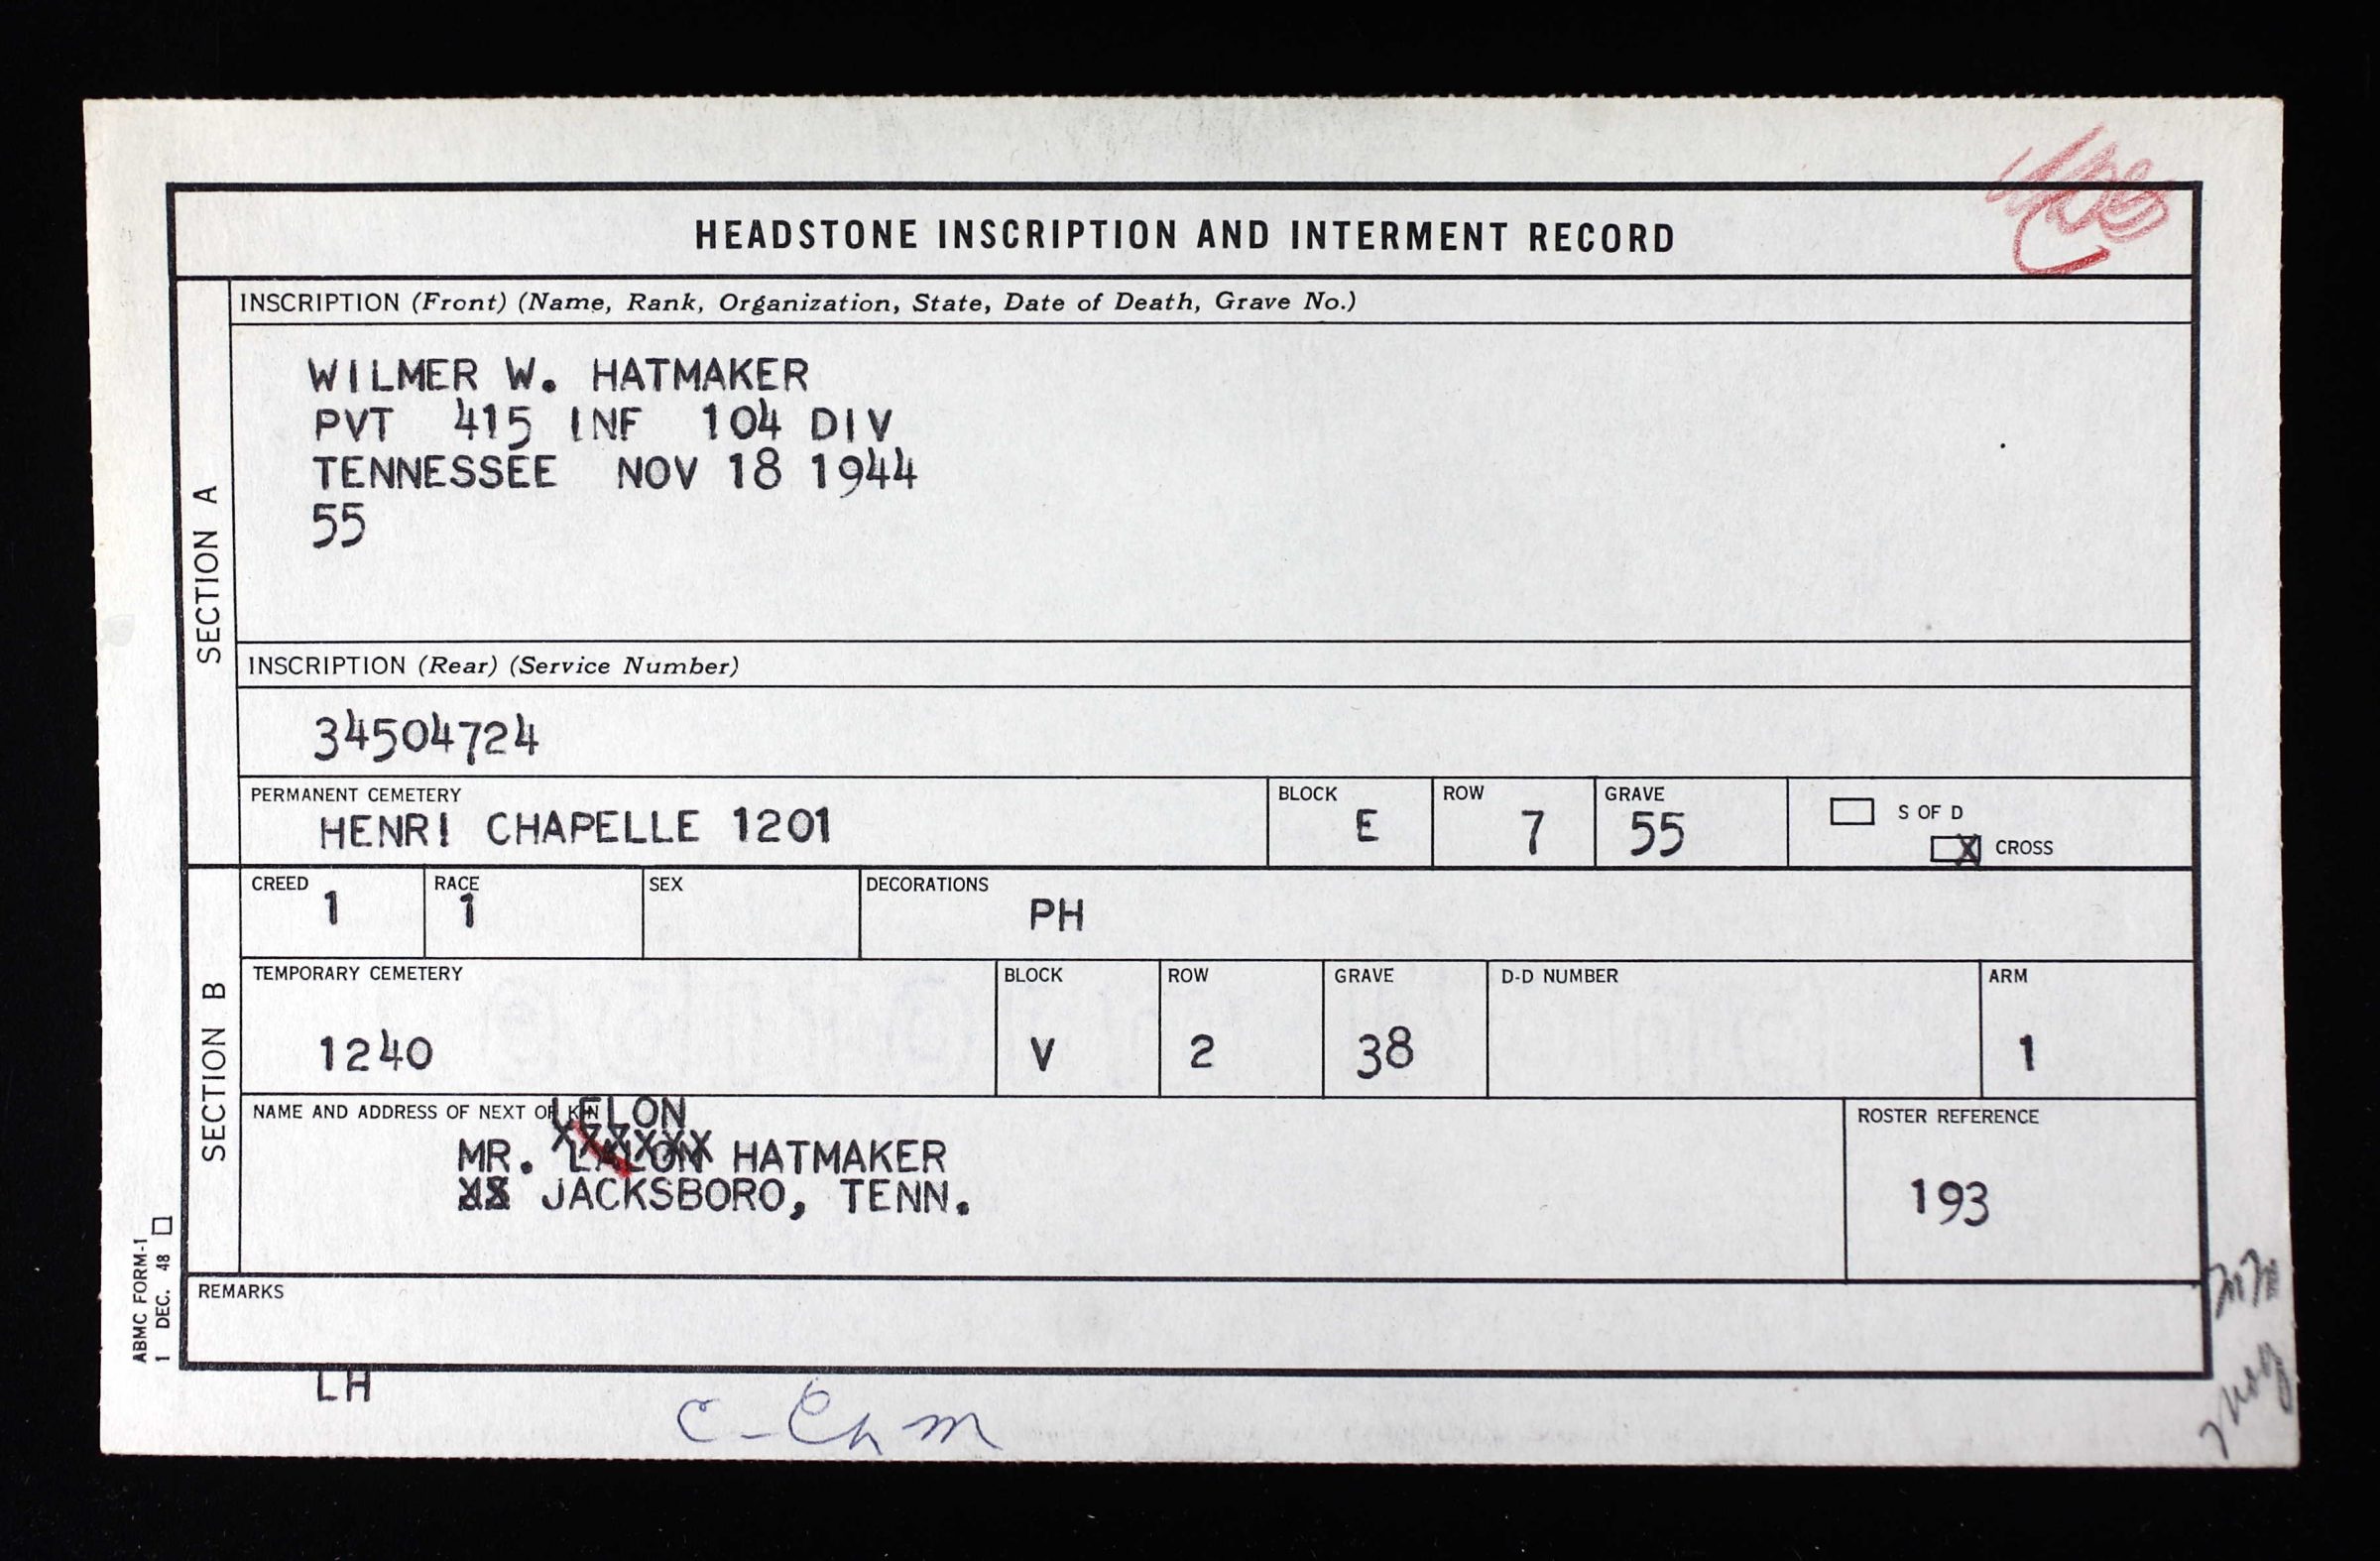 HEADSTONE INSCRIPTION AND INTERMENT RECORD
SECTION A
INSCRIPTION (Front) (Name, Rank, Organization, State, Date of Death, Grave No.)
WILMER W. HATMAKER
PVT 415 INF 104 DIV
TENNESSEE NOV 18 1944
55
INSCRIPTION (Rear) (Service Number)
34504724
PERMANENT CEMETERY BLOCK ROW GRAVE
HENRI CHAPELLE 1201 E 7 55
S OF D
X CROSS
SECTION B
CREED RACE SEX DECORATIONS
1 1 PH
TEMPORARY CEMETERY BLOCK ROW GRAVE D-D NUMBER ARM
1240 V 2 38 1
NAME AND ADDRESS OF NEXT OF KIN ROSTER REFERENCE
LELON
MR. HATMAKER
JACKSBORO, TENN.
193
REMARKS
ABMC FORM-1
1 DEC. 48
LH